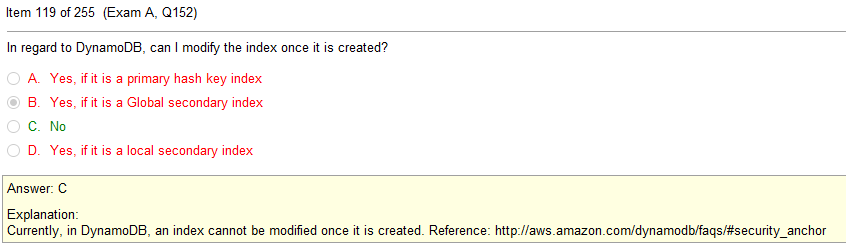 Item 119 of 255 (Exam A, Q152)
In regard to DynamoDB, can I modify the index once it is created?
A. Yes, if it is a primary hash key index
B. Yes, if it is a Global secondary index
C. No
D. Yes, if it is a local secondary index
Answer: C
Explanation:
Currently, in DynamoDB, an index cannot be modified once it is created. Reference: http://aws.amazon.com/dynamodb/faqs/#security_anchor